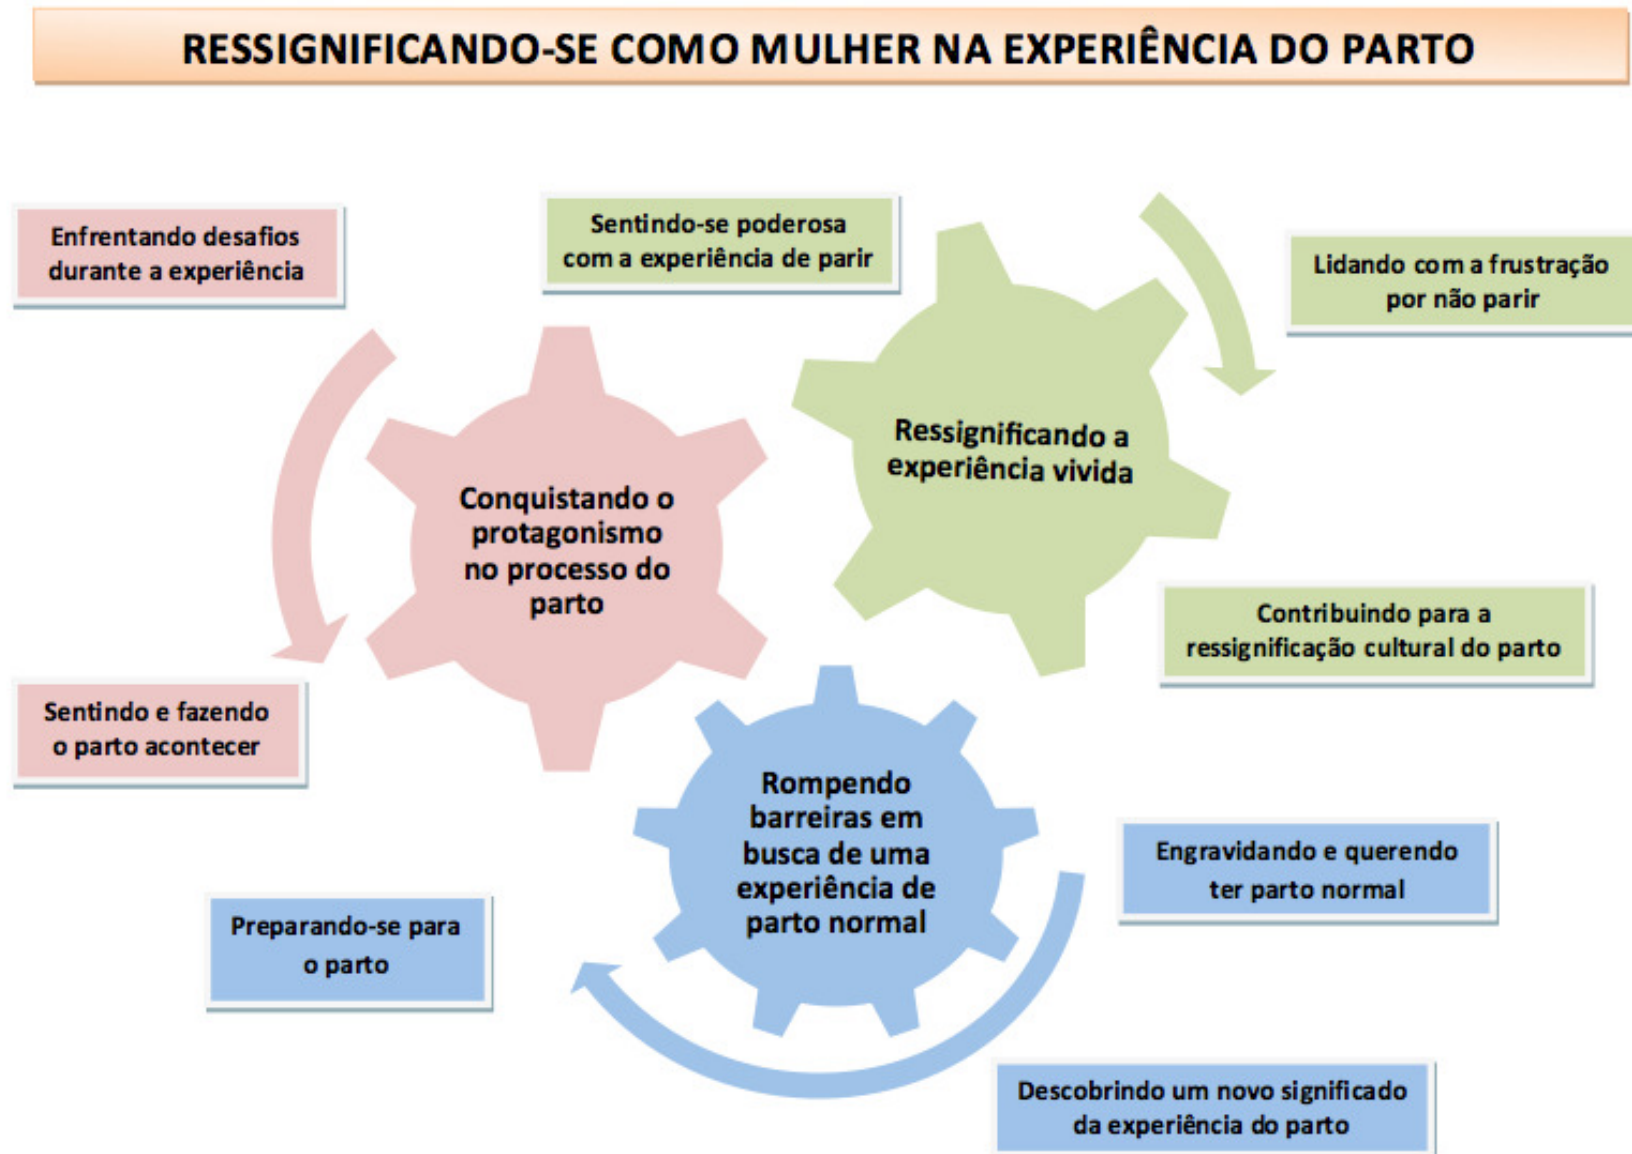 RESSIGNIFICANDO-SE COMO MULHER NA EXPERIÊNCIA DO PARTO
Enfrentando desafios
durante a experiência
Sentindo-se poderosa
com a experiência de parir
Lidando com a frustração
por não parir
Ressignificando a
experiência vivida
Conquistando o
protagonismo
no processo do
parto
Contribuindo para a
ressignificação cultural do parto
Sentindo e fazendo
o parto acontecer
Rompendo
barreiras em
busca de uma
experiência de
parto normal
Engravidando e querendo
ter parto normal
Preparando-se para
o parto
Descobrindo um novo significado
da experiência do parto